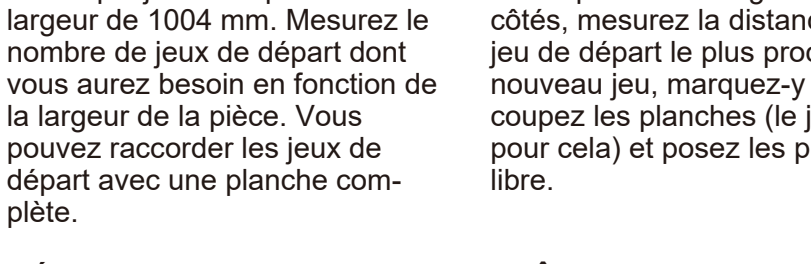 largeur de 1004 mm. Mesurez le
nombre de jeux de départ dont
vous aurez besoin en fonction de
la largeur de la pièce. Vous
pouvez raccorder les jeux de
départ avec une planche com-
plète.
côtés, mesurez la
jeu de départ le plus
nouveau jeu, marquez-y
coupez les planches (le
pour cela) et posez les
libre.